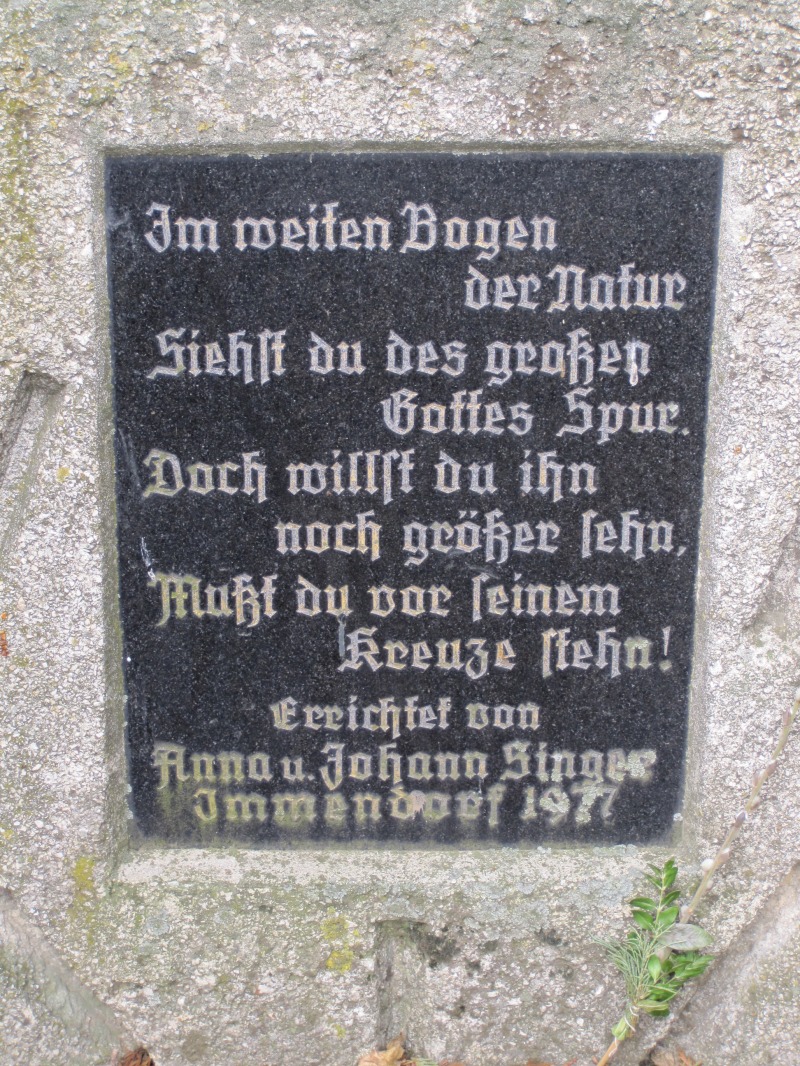 Im weiten Bogen
der Natur
Siehst du des großen
Gottes Spur.
Doch willst du ihn
noch größer sehn,
Mußt du vor seinem
Kreuze stehn!
Errichtet von
Anna u. Johann Singer
Immendorf 1977